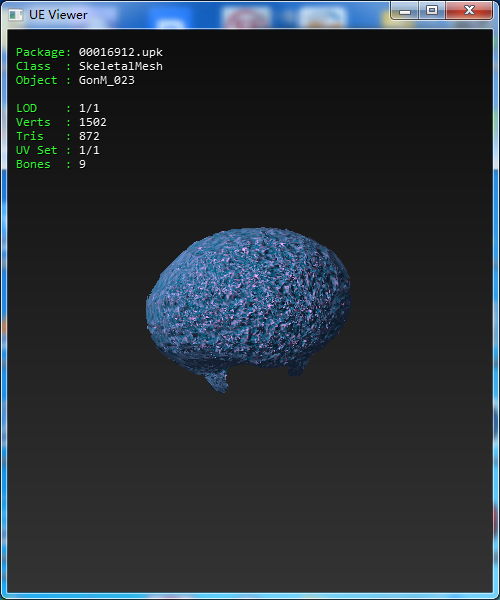 UE Viewer
Package: 00016912.upk
Class : SkeletalMesh
Object : GonM_023
LOD : 1/1
Verts : 1502
Tris : 872
UV Set : 1/1
Bones : 9